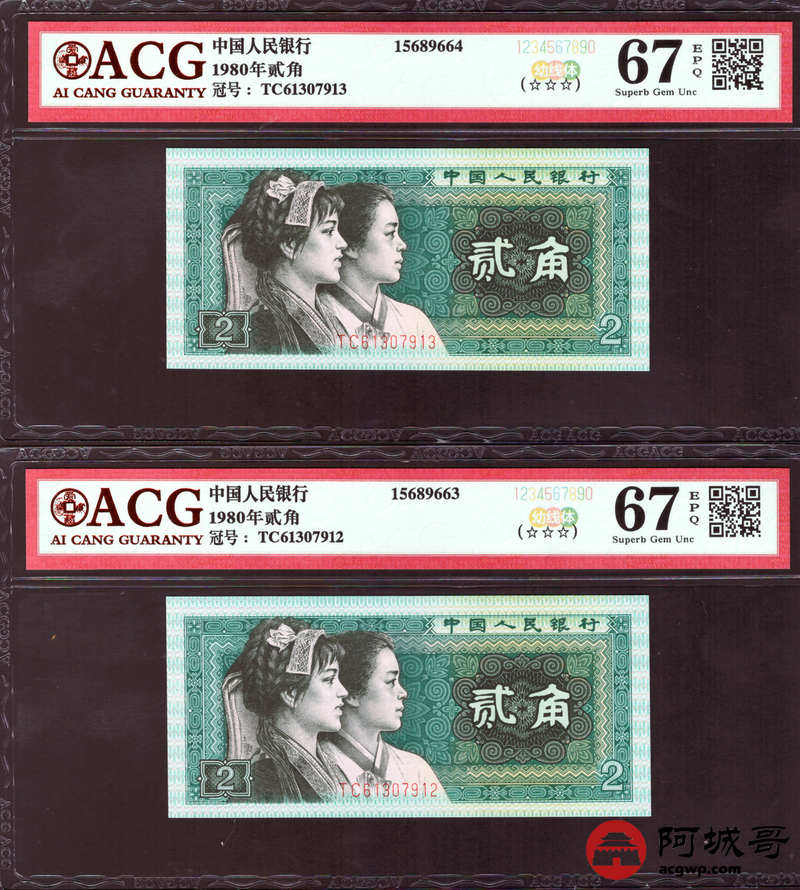 ACG
AI CANG GUARANTY
中国人民银行
1980年贰角
冠号： TC61307913
15689664
1234567890
幼线体
(☆☆☆)
67
EPQ
Superb Gem Unc
中国人民银行
贰角
2
2
TC61307913
ACG
AI CANG GUARANTY
中国人民银行
1980年贰角
冠号： TC61307912
15689663
1234567890
幼线体
(☆☆☆)
67
EPQ
Superb Gem Unc
中国人民银行
贰角
2
2
TC61307912
阿城哥
acgwp.com